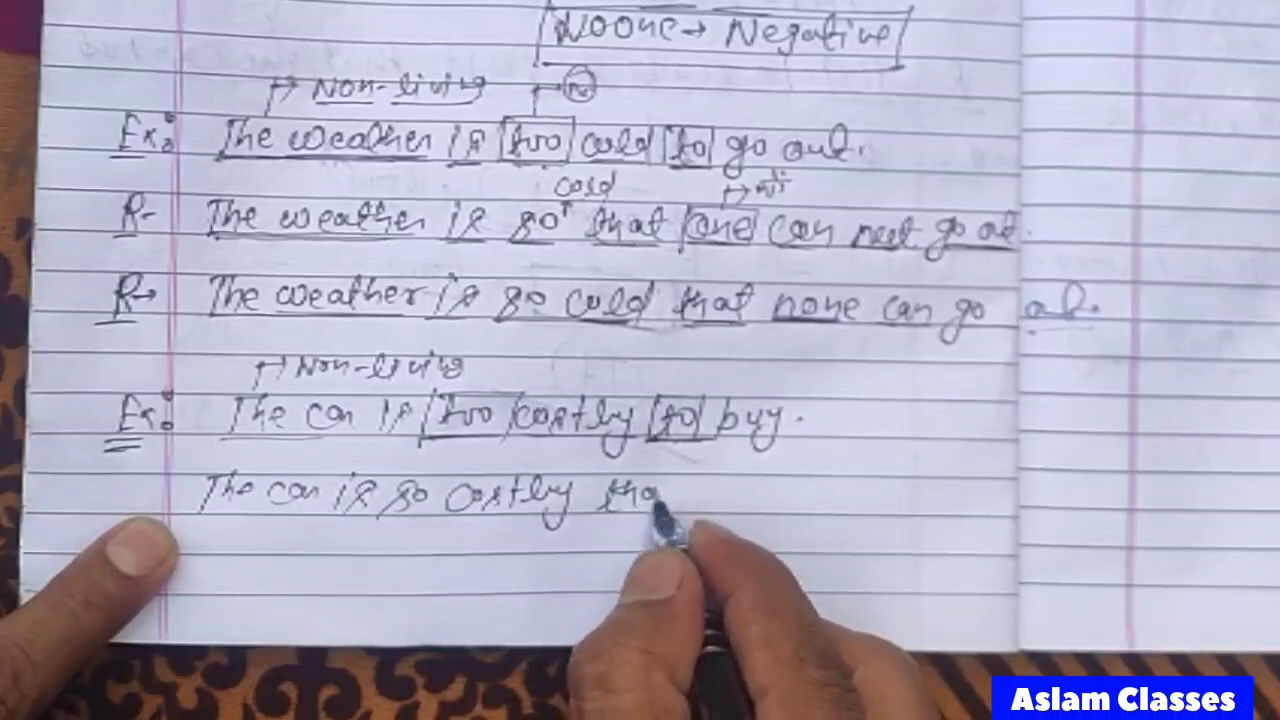 Noone → Negative
→ Non-living
Ex: The weather is too cold to go out.
cold
R- The weather is so that one can not go out.
R→ The weather is so cold that none can go out.
→ Non-living
Ex: The car is too costly to buy.
The car is so costly tha
Aslam Classes